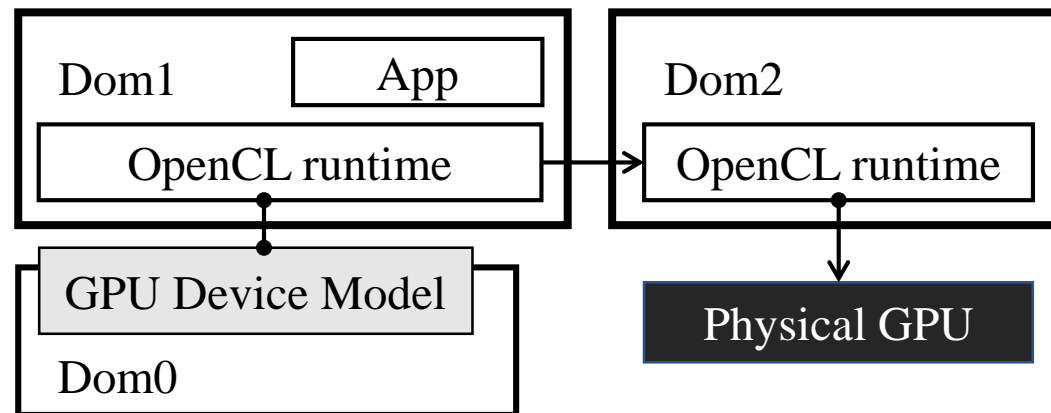 Dom1
App
OpenCL runtime
Dom2
OpenCL runtime
GPU Device Model
Dom0
Physical GPU